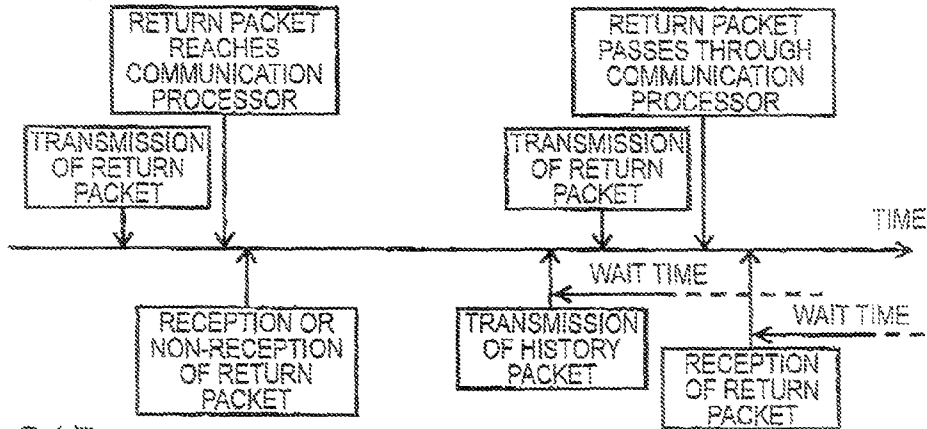 RETURN PACKET
REACHES
COMMUNICATION
PROCESSOR
RETURN PACKET
PASSES THROUGH
COMMUNICATION
PROCESSOR
TRANSMISSION
OF RETURN
PACKET
TRANSMISSION
OF RETURN
PACKET
TIME
WAIT TIME
WAIT TIME
RECEPTION OR
NON-RECEPTION
OF RETURN
PACKET
TRANSMISSION
OF HISTORY
PACKET
RECEPTION
OF RETURN
PACKET